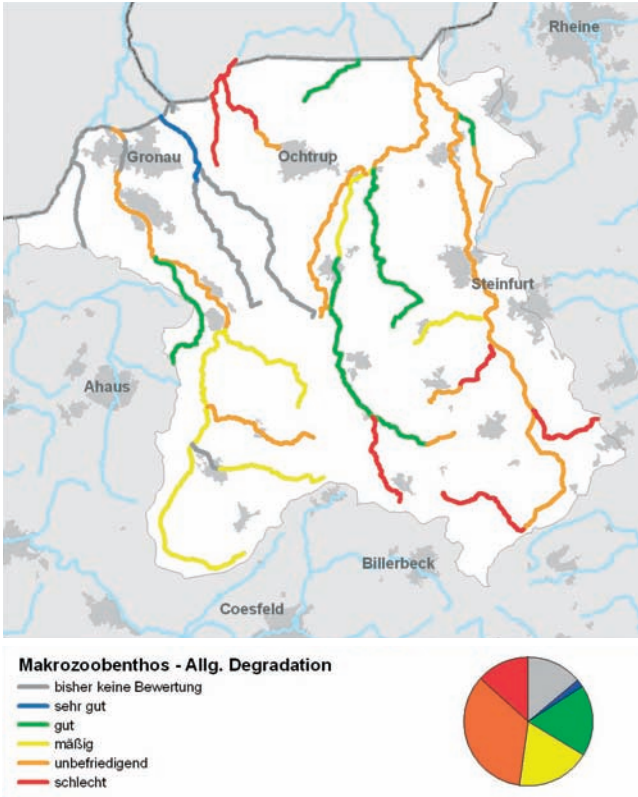 Rheine
Gronau
Ochtrup
Steinfurt
Ahaus
Billerbeck
Coesfeld
Makrozoobenthos - Allg. Degradation
bisher keine Bewertung
sehr gut
gut
mäßig
unbefriedigend
schlecht